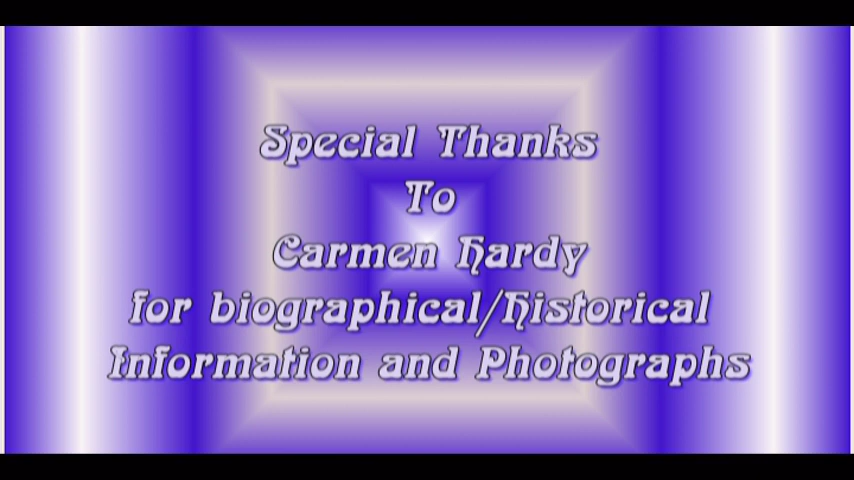 Special Thanks
To
Carmen Hardy
for biographical/Historical
Information and Photographs